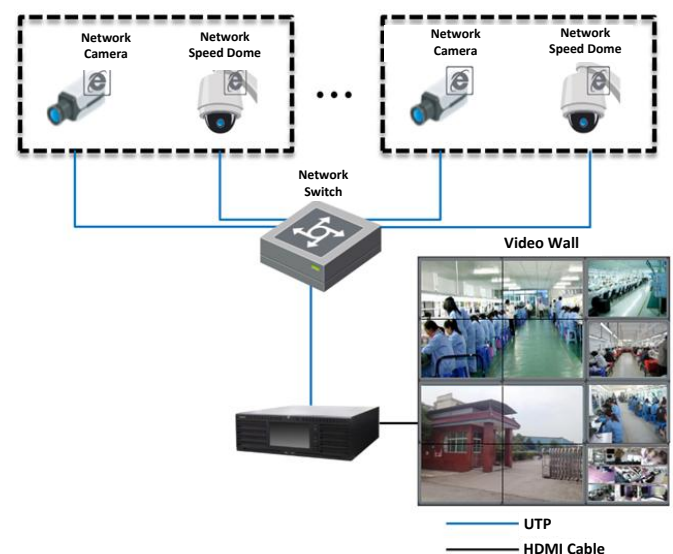 Network
Camera
Network
Speed Dome
Network
Camera
Network
Speed Dome
Network
Switch
Video Wall
UTP
HDMI Cable